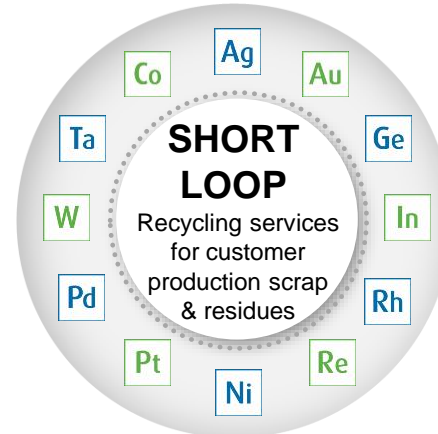 Ag
Co
Au
Ta
Ge
SHORT
LOOP
Recycling services
for customer
production scrap
& residues
W
In
Pd
Rh
Pt
Re
Ni